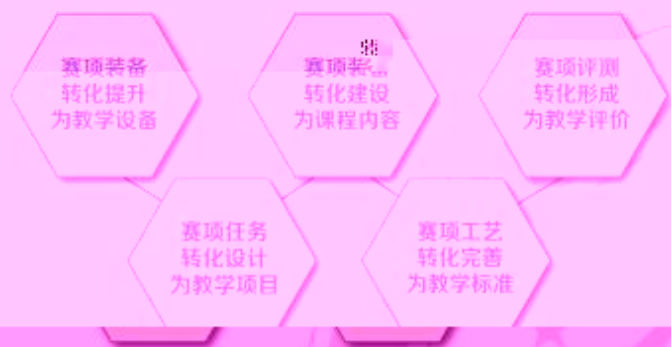 赛项装备
转化提升
为教学设备
赛项装
转化建设
为课程内容
赛项评测
转化形成
为教学评价
赛项任务
转化设计
为教学项目
赛项工艺
转化完善
为教学标准